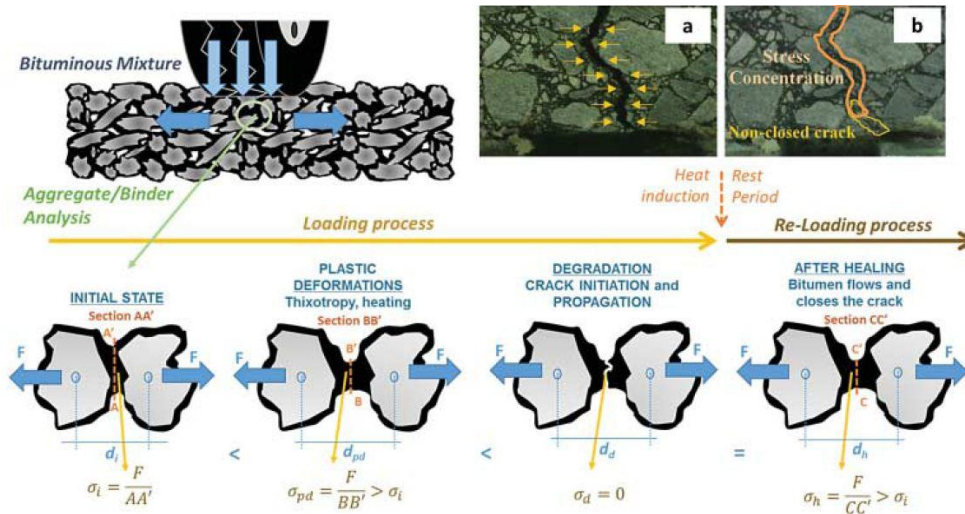 Bituminous Mixture
a
b
Stress
Concentration
Non-closed crack
Aggregate/Binder
Analysis
Heat
induction
Rest
Period
Loading process
Re-Loading process
INITIAL STATE
Section AA'
A'
F
F
A
d_i
σ_i = F/AA'
<
PLASTIC
DEFORMATIONS
Thixotropy, heating
Section BB'
B'
F
F
B
d_pd
σ_pd = F/BB' > σ_i
<
DEGRADATION
CRACK INITIATION and
PROPAGATION
F
F
d_d
σ_d = 0
=
AFTER HEALING
Bitumen flows and
closes the crack
Section CC'
C'
F
F
C
d_h
σ_h = F/CC' > σ_i